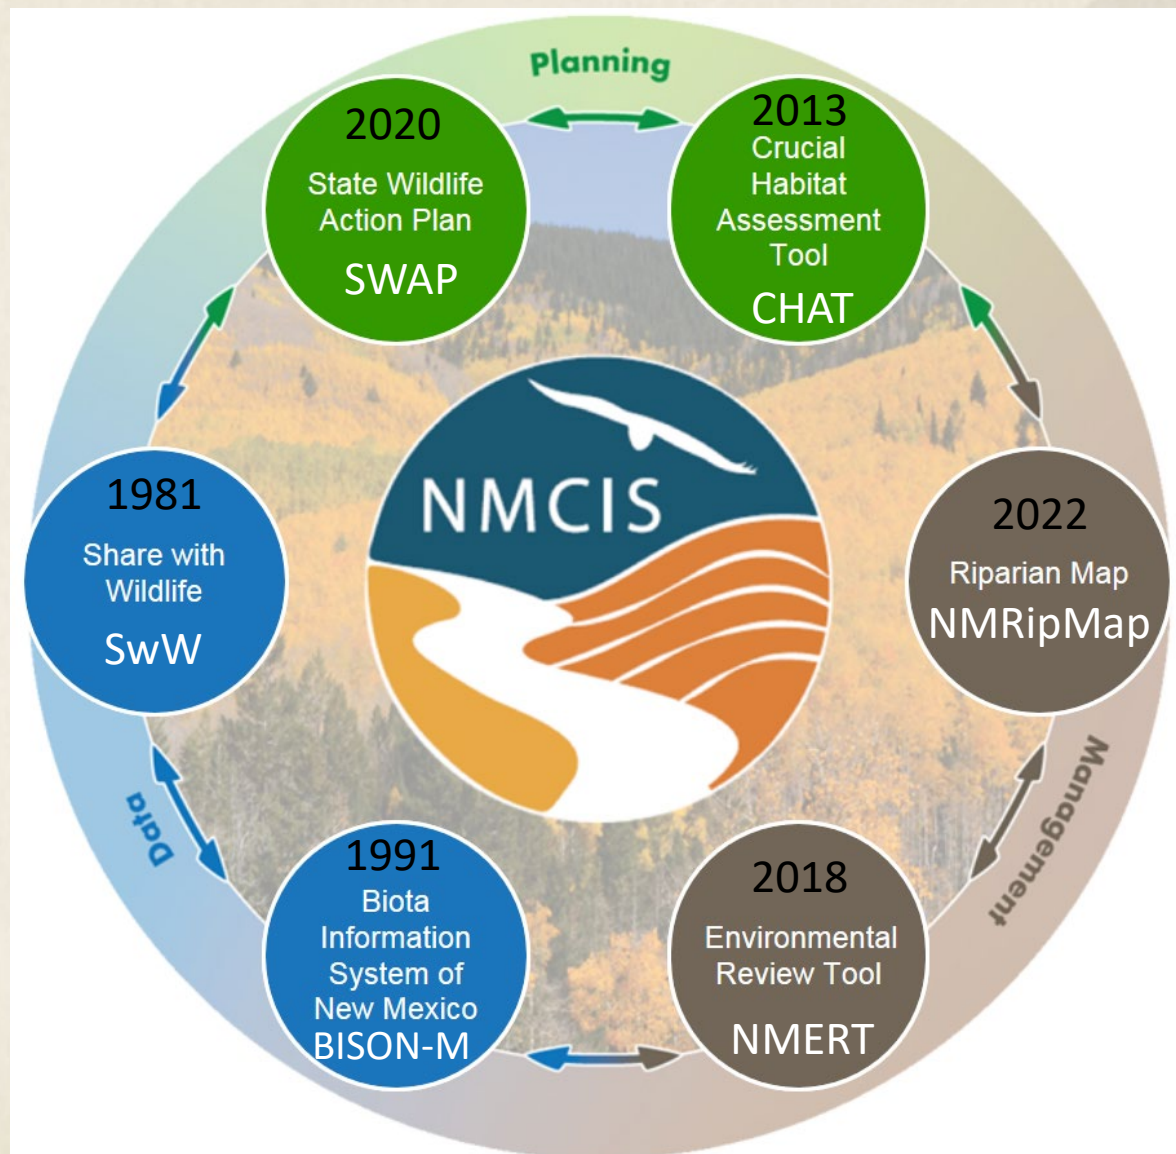 Planning
2020
State Wildlife
Action Plan
SWAP
2013
Crucial
Habitat
Assessment
Tool
CHAT
1981
Share with
Wildlife
SwW
NMCIS
2022
Riparian Map
NMRipMap
Data
Management
1991
Biota
Information
System of
New Mexico
BISON-M
2018
Environmental
Review Tool
NMERT